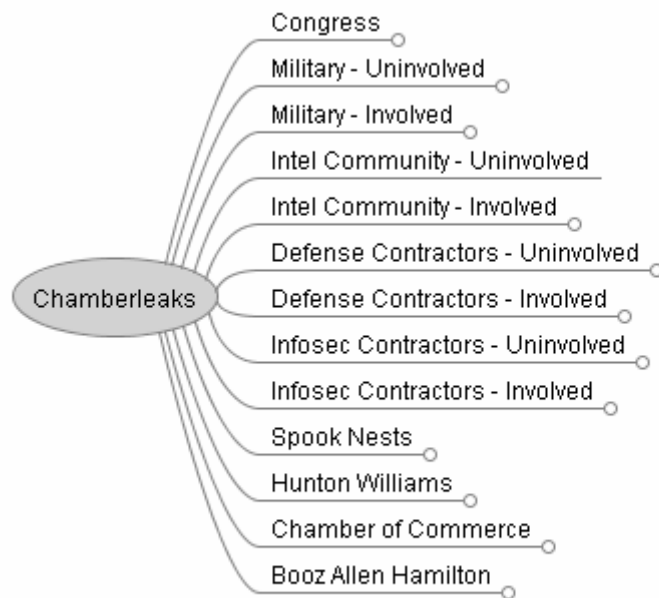 Congress
Military - Uninvolved
Military - Involved
Intel Community - Uninvolved
Intel Community - Involved
Defense Contractors - Uninvolved
Chamberleaks
Defense Contractors - Involved
Infosec Contractors - Uninvolved
Infosec Contractors - Involved
Spook Nests
Hunton Williams
Chamber of Commerce
Booz Allen Hamilton